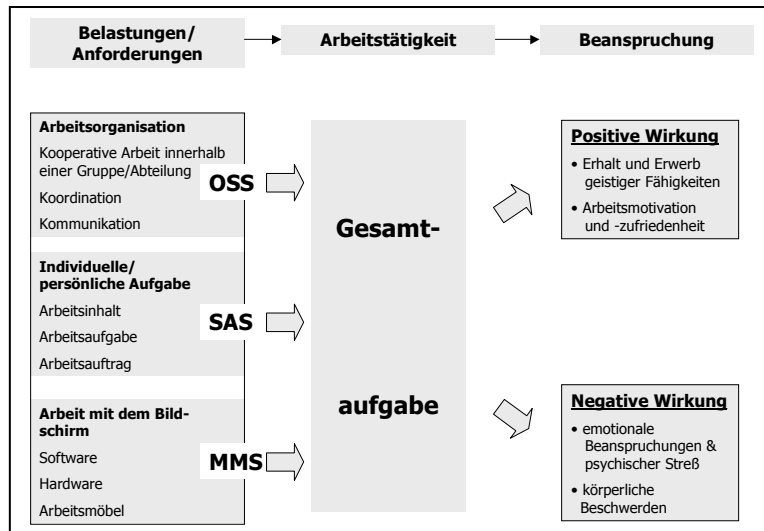 Belastungen/
Anforderungen
Arbeitstätigkeit
Beanspruchung
Arbeitsorganisation
Kooperative Arbeit innerhalb
einer Gruppe/Abteilung
Koordination
Kommunikation
OSS
Individuelle/
persönliche Aufgabe
Arbeitsinhalt
Arbeitsaufgabe
Arbeitsauftrag
SAS
Arbeit mit dem Bild-
schirm
Software
Hardware
Arbeitsmöbel
MMS
Gesamt-
aufgabe
Positive Wirkung
• Erhalt und Erwerb
geistiger Fähigkeiten
• Arbeitsmotivation
und -zufriedenheit
Negative Wirkung
• emotionale
Beanspruchungen &
psychischer Streß
• körperliche
Beschwerden